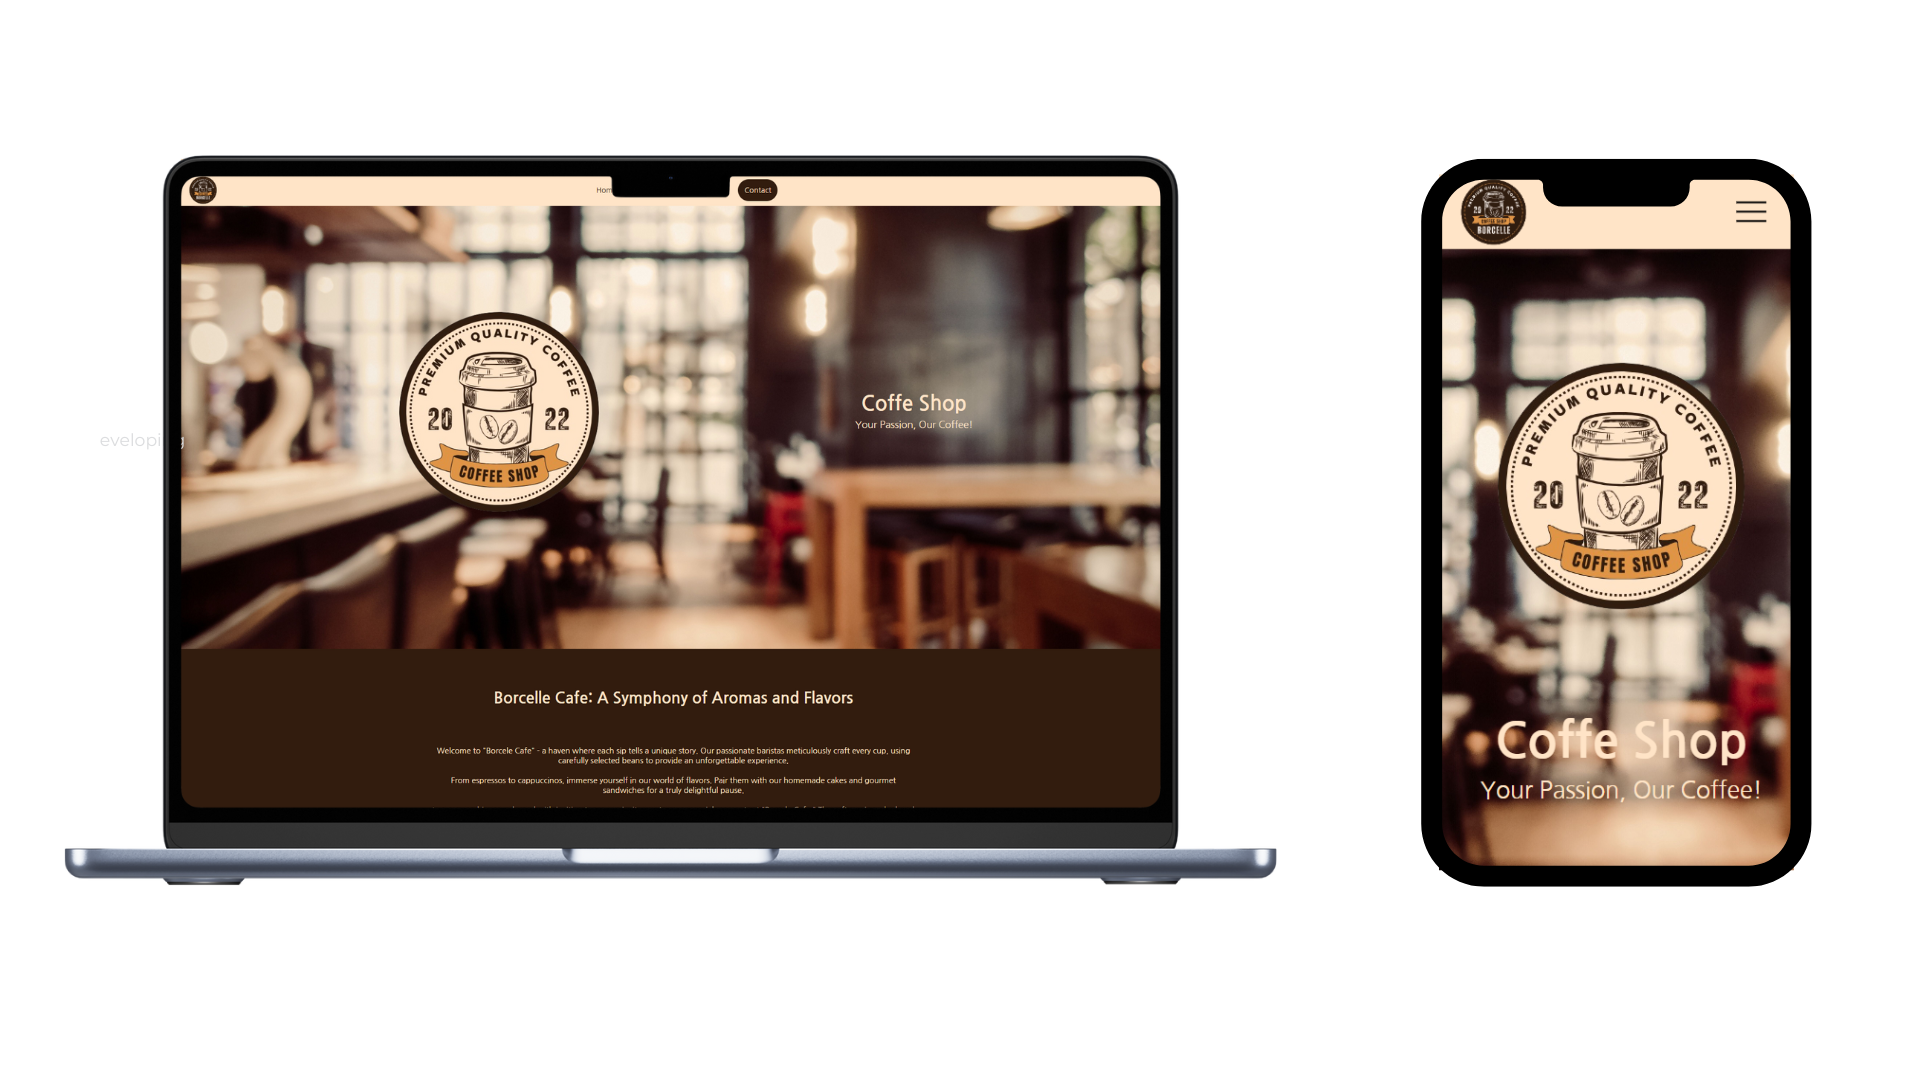 Hom
Contact
PREMIUM QUALITY COFFEE
20 22
COFFEE SHOP
Coffe Shop
Your Passion, Our Coffee!
evelopi g
Borcelle Cafe: A Symphony of Aromas and Flavors
Welcome to "Borcele Cafe" - a haven where each sip tells a unique story. Our passionate baristas meticulously craft every cup, using
carefully selected beans to provide an unforgettable experience.
From espressos to cappuccinos, immerse yourself in our world of flavors. Pair them with our homemade cakes and gourmet
sandwiches for a truly delightful pause.
PREMIUM QUALITY COFFEE
20 22
COFFEE SHOP
BORCELLE
PREMIUM QUALITY COFFEE
20 22
COFFEE SHOP
Coffe Shop
Your Passion, Our Coffee!